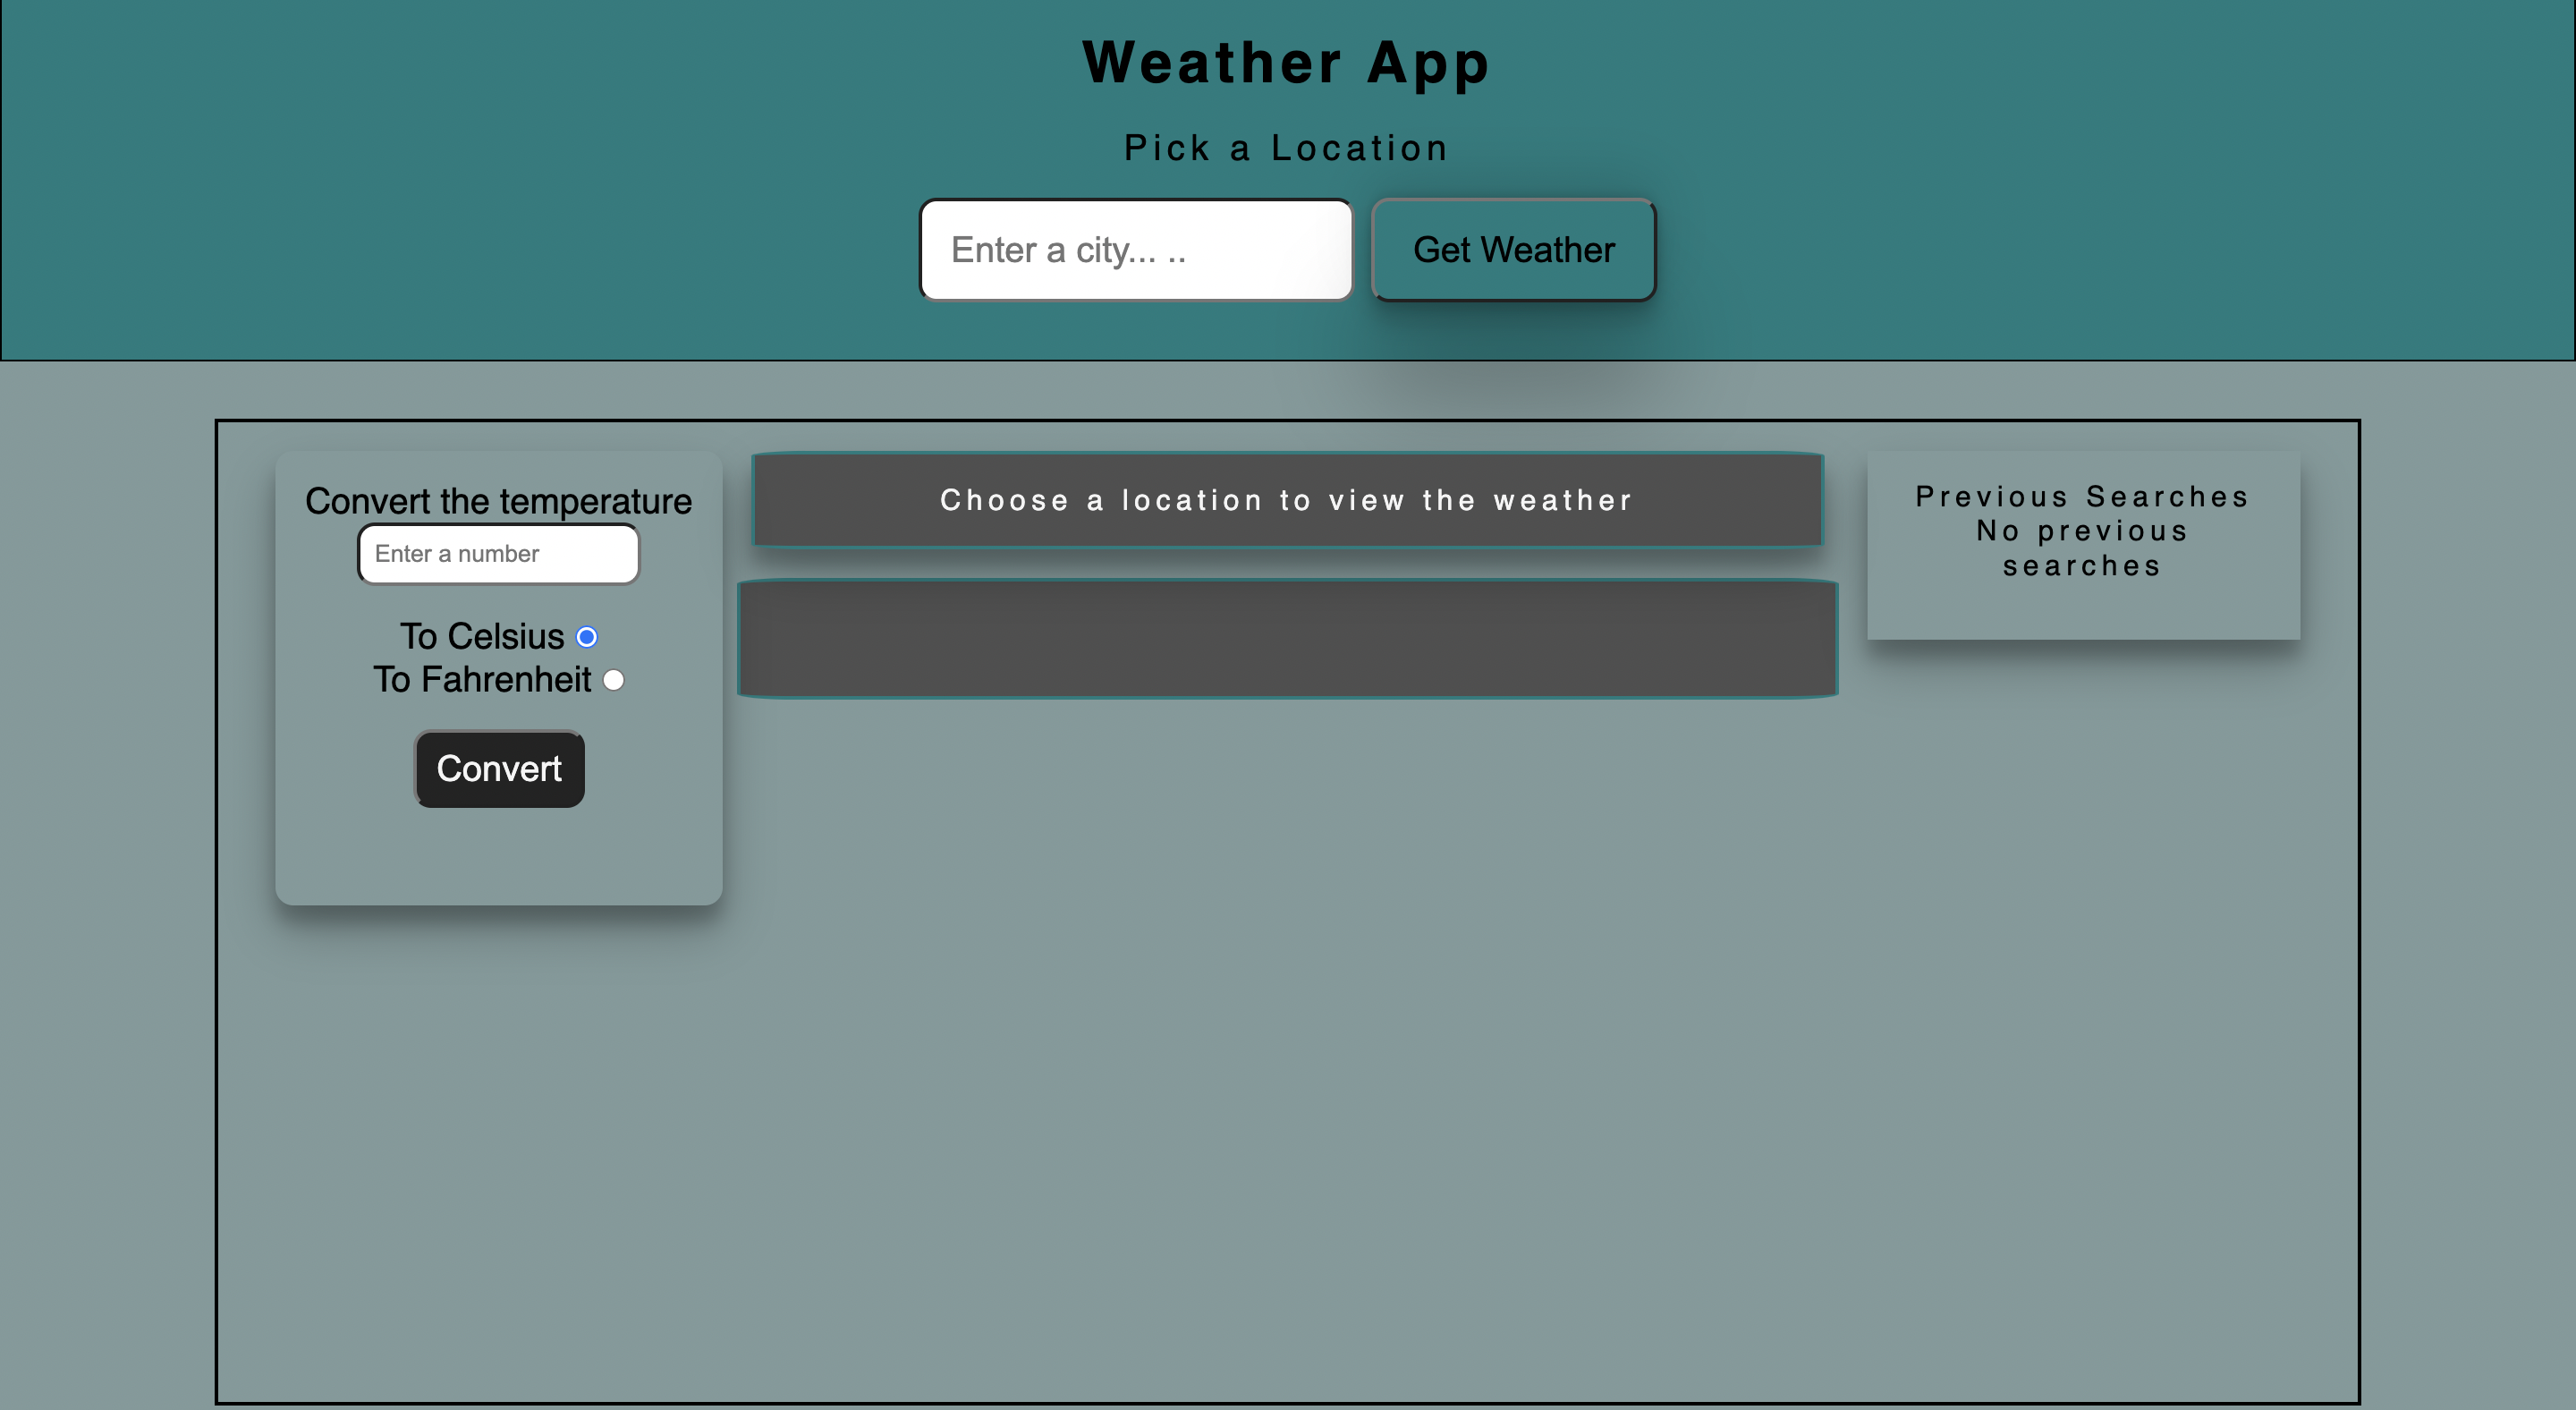 Weather App
Pick a Location
Enter a city... ..
Get Weather
Convert the temperature
Enter a number
To Celsius
To Fahrenheit
Convert
Choose a location to view the weather
Previous Searches
No previous
searches